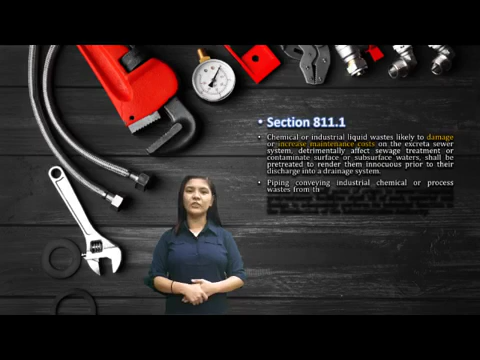 • Section 811.1
• Chemical or industrial liquid wastes likely to damage
or increase maintenance costs on the excreta sewer
system, detrimentally affect sewage treatment or
contaminate surface or subsurface waters, shall be
pretreated to render them innocuous prior to their
discharge into a drainage system.
• Piping conveying industrial chemical or process
wastes from th